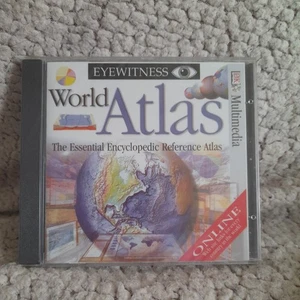 EYEWITNESS
World
Atlas
DK Multimedia
The Essential Encyclopedic Reference Atlas
ONLINE